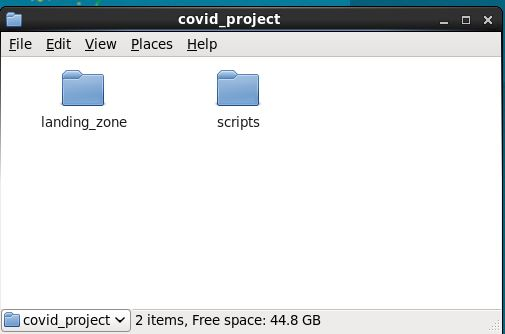 covid_project
File Edit View Places Help
landing_zone scripts
covid_project 2 items, Free space: 44.8 GB